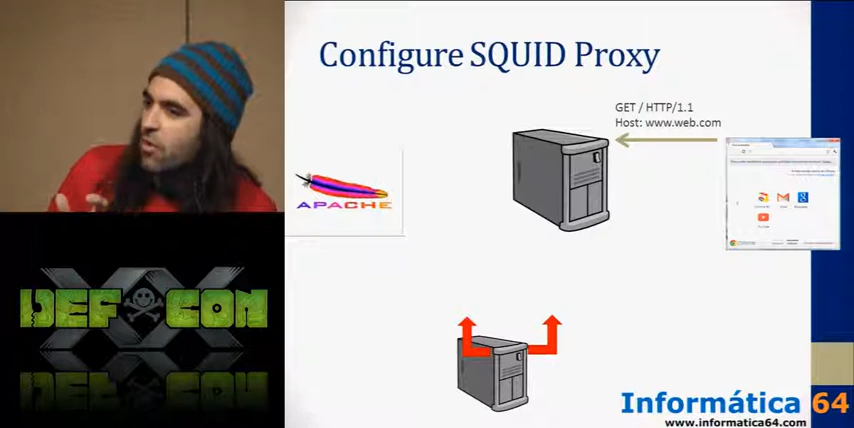 Configure SQUID Proxy
GET / HTTP/1.1
Host: www.web.com
APACHE
DEF CON
XX
Informática 64
www.informatica64.com